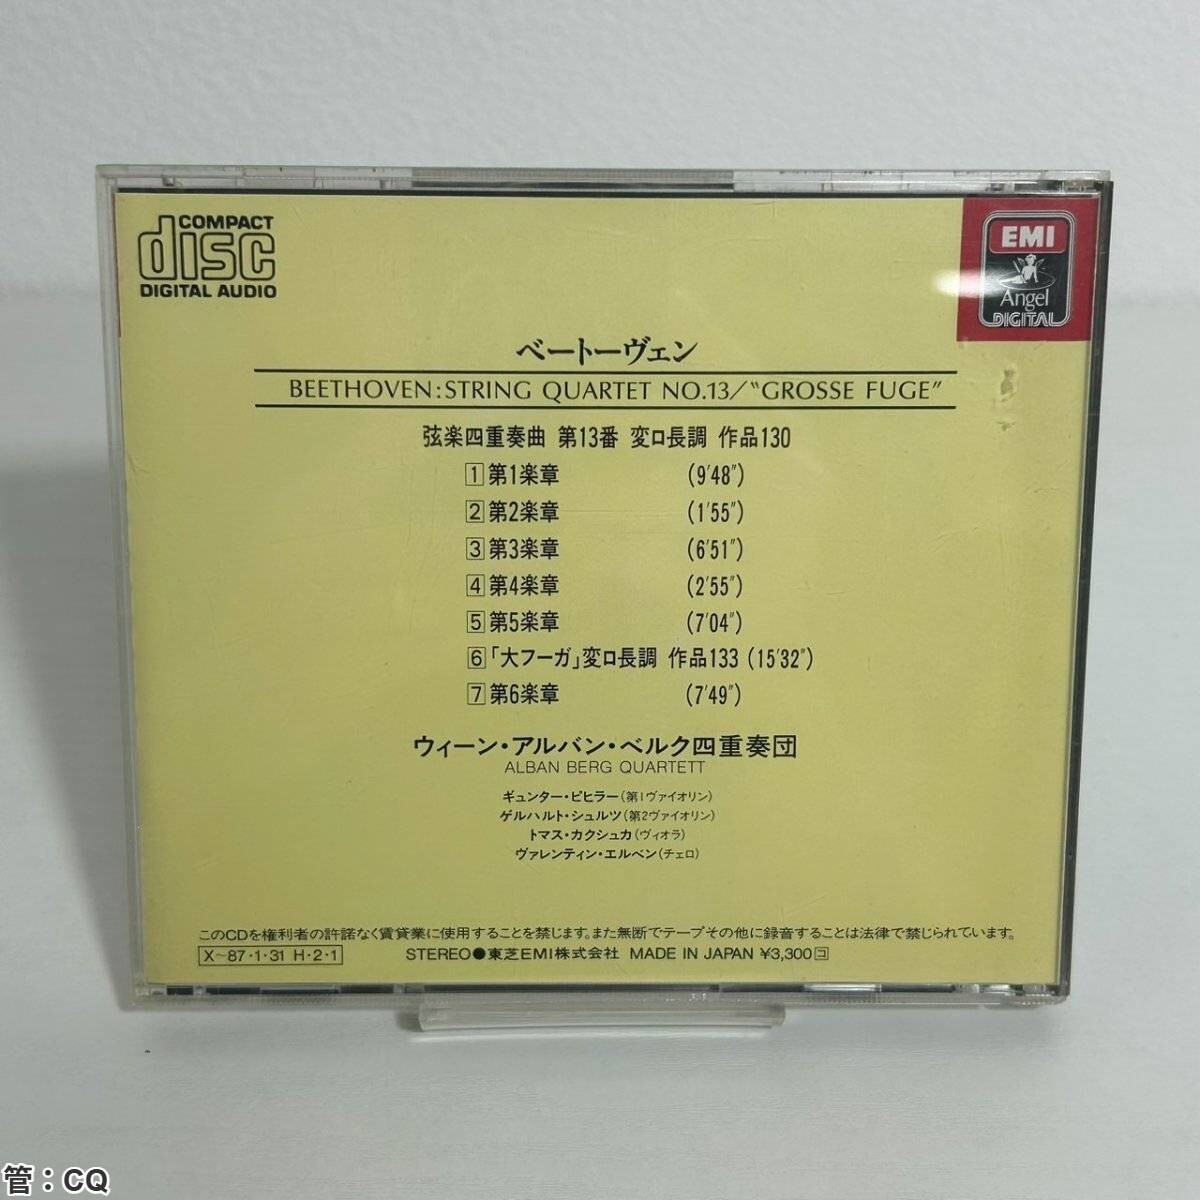 COMPACT
disc
DIGITAL AUDIO
EMI
Angel
DIGITAL
ベートーヴェン
BEETHOVEN:STRING QUARTET NO.13/"GROSSE FUGE"
弦楽四重奏曲 第13番 変ロ長調 作品130
1 第1楽章 (9′48″)
2 第2楽章 (1′55″)
3 第3楽章 (6′51″)
4 第4楽章 (2′55″)
5 第5楽章 (7′04″)
6 「大フーガ」変ロ長調 作品133 (15′32″)
7 第6楽章 (7′49″)
ウィーン・アルバン・ベルク四重奏団
ALBAN BERG QUARTETT
ギュンター・ピヒラー(第1ヴァイオリン)
ゲルハルト・シュルツ(第2ヴァイオリン)
トマス・カクシュカ(ヴィオラ)
ヴァレンティン・エルベン(チェロ)
このCDを権利者の許諾なく賃貸業に使用することを禁じます。また無断でテープその他に録音することは法律で禁じられています。
X〜87・1・31 H・2・1
STEREO●東芝EMI株式会社 MADE IN JAPAN ¥3,300 コ
管：CQ